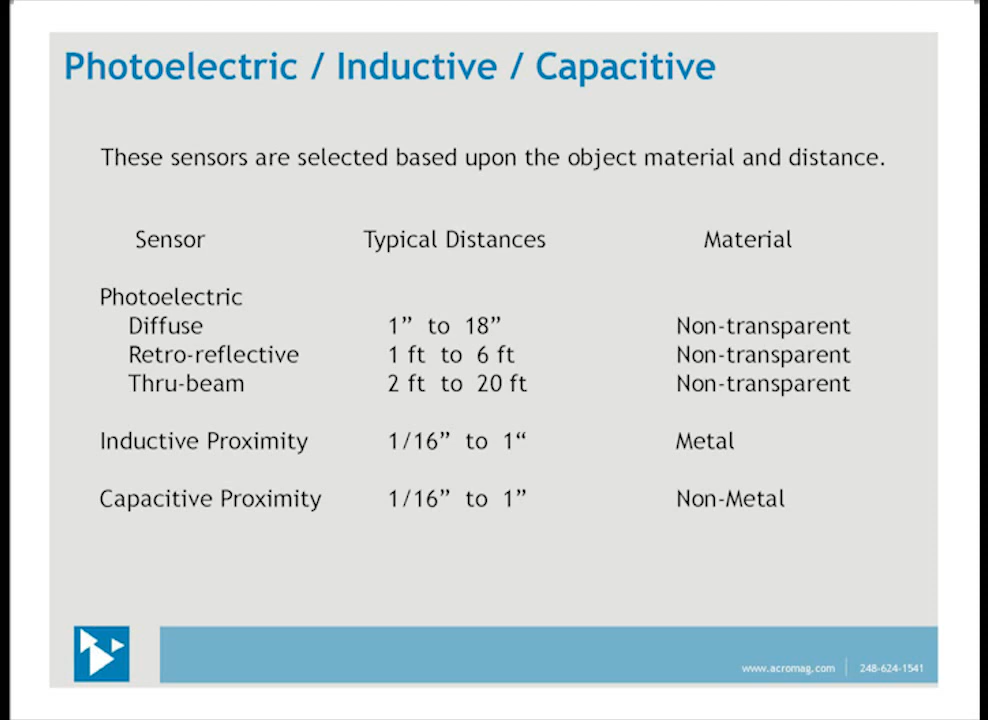 Photoelectric / Inductive / Capacitive
These sensors are selected based upon the object material and distance.
Sensor Typical Distances Material
Photoelectric
Diffuse 1” to 18” Non-transparent
Retro-reflective 1 ft to 6 ft Non-transparent
Thru-beam 2 ft to 20 ft Non-transparent
Inductive Proximity 1/16” to 1“ Metal
Capacitive Proximity 1/16” to 1” Non-Metal
www.acromag.com 248-624-1541